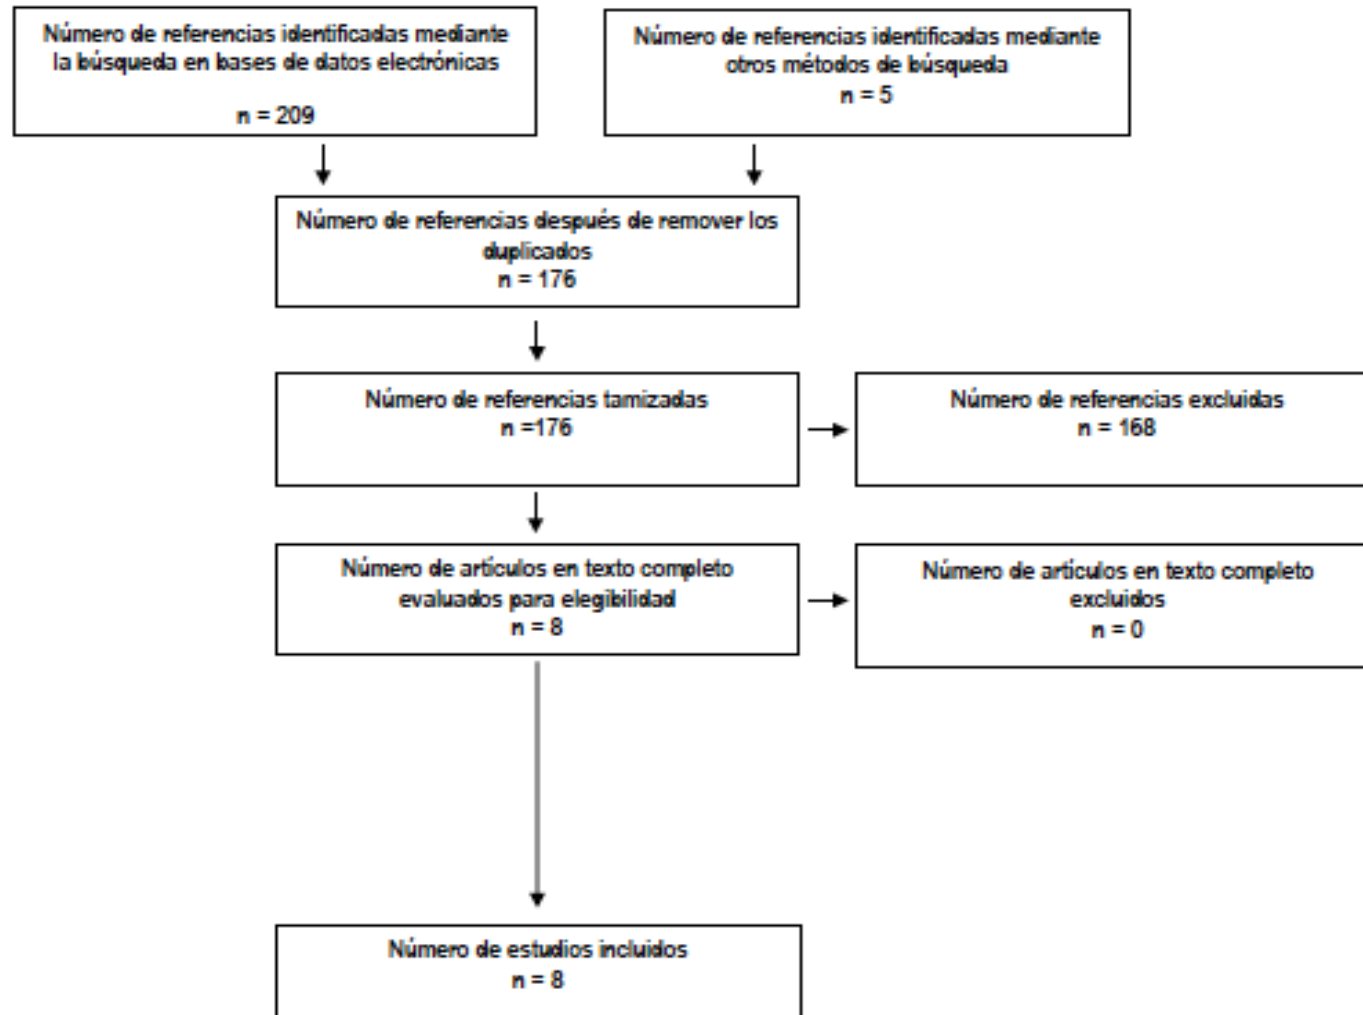 Número de referencias identificadas mediante
la búsqueda en bases de datos electrónicas
n = 209
Número de referencias identificadas mediante
otros métodos de búsqueda
n = 5
Número de referencias después de remover los
duplicados
n = 176
Número de referencias tamizadas
n =176
Número de referencias excluidas
n = 168
Número de artículos en texto completo
evaluados para elegibilidad
n = 8
Número de artículos en texto completo
excluidos
n = 0
Número de estudios incluidos
n = 8